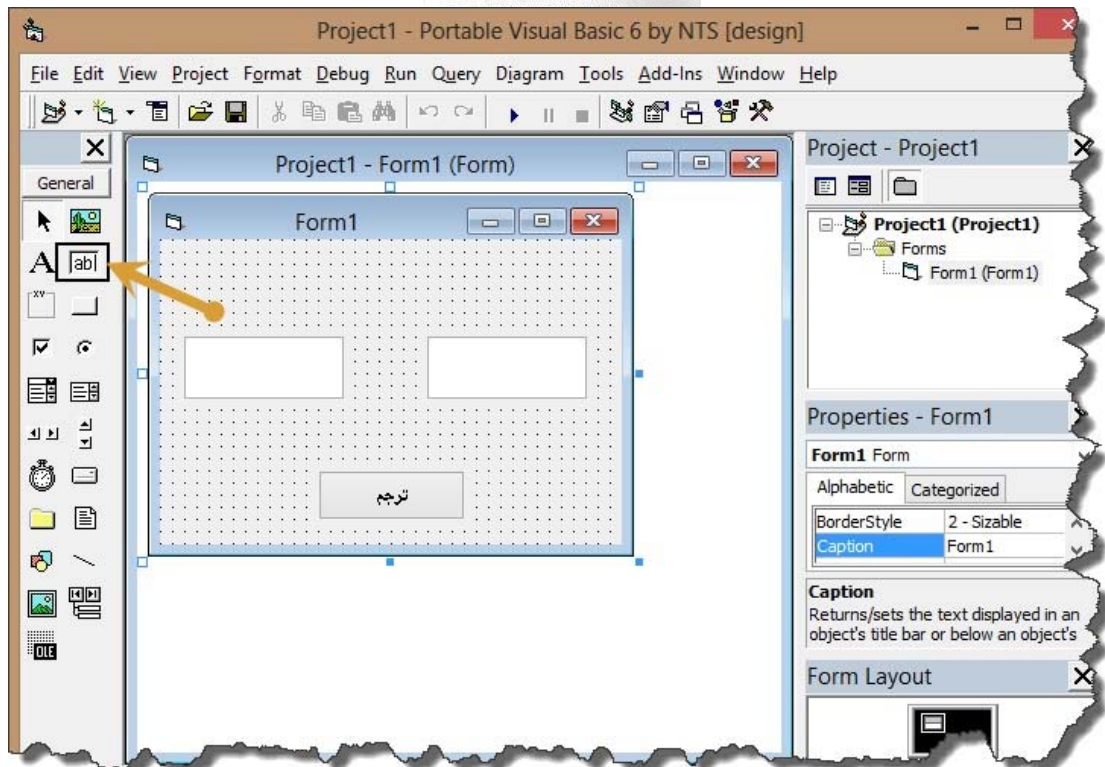 Project1 - Portable Visual Basic 6 by NTS [design]
File Edit View Project Format Debug Run Query Diagram Tools Add-Ins Window Help
General
A ab
XY
OLE
Project1 - Form1 (Form)
Form1
ترجم
Project - Project1
Project1 (Project1)
Forms
Form1 (Form1)
Properties - Form1
Form1 Form
Alphabetic Categorized
BorderStyle 2 - Sizable
Caption Form1
Caption
Returns/sets the text displayed in an
object's title bar or below an object's
Form Layout